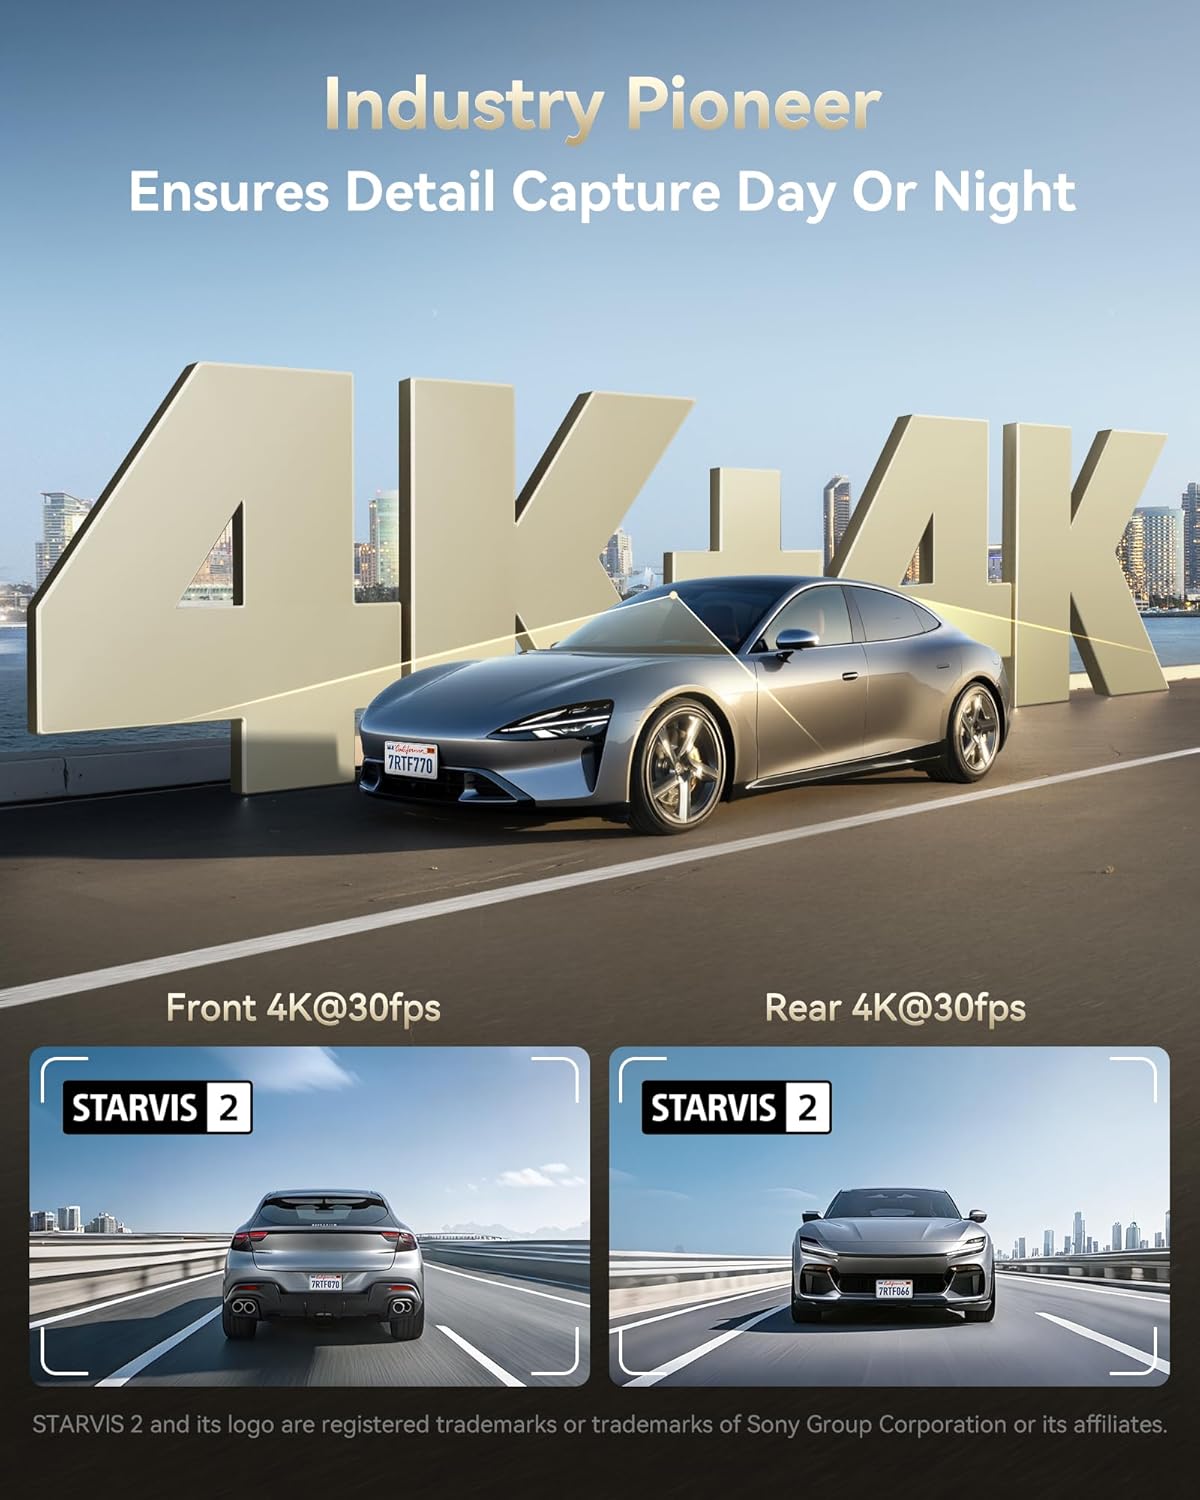 Industry Pioneer
Ensures Detail Capture Day Or Night
4K+4K
California
7RTF770
Front 4K@30fps
Rear 4K@30fps
STARVIS 2
STARVIS 2
California
7RTF070
7RTF066
STARVIS 2 and its logo are registered trademarks or trademarks of Sony Group Corporation or its affiliates.